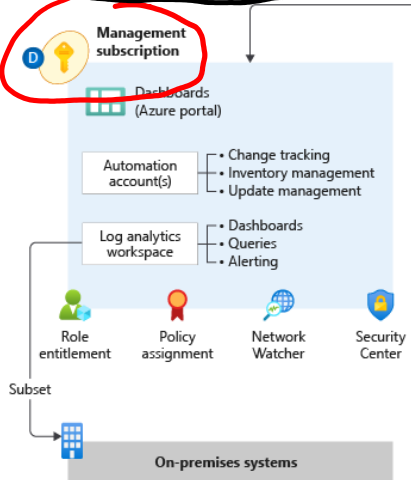 Management
subscription
D
Dashboards
(Azure portal)
Automation
account(s)
• Change tracking
• Inventory management
• Update management
Log analytics
workspace
• Dashboards
• Queries
• Alerting
Role
entitlement
Policy
assignment
Network
Watcher
Security
Center
Subset
On-premises systems